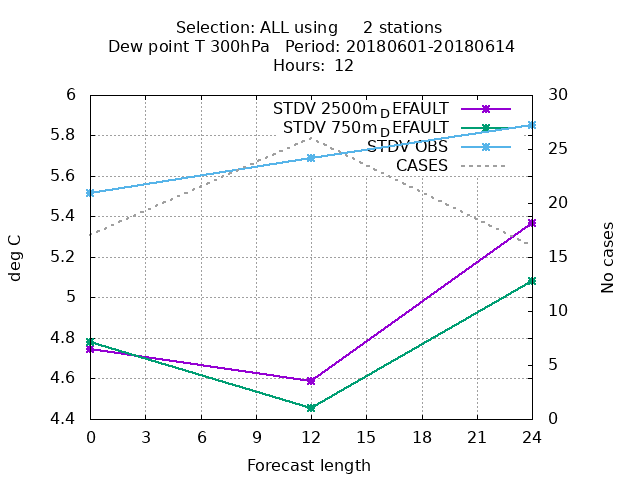 Selection: ALL using     2 stations
Dew point T 300hPa   Period: 20180601-20180614
Hours: 12
STDV 2500m_DEFAULT
STDV 750m_DEFAULT
STDV OBS
CASES
6
5.8
5.6
5.4
5.2
5
4.8
4.6
4.4
30
25
20
15
10
5
0
deg C
No cases
0 3 6 9 12 15 18 21 24
Forecast length